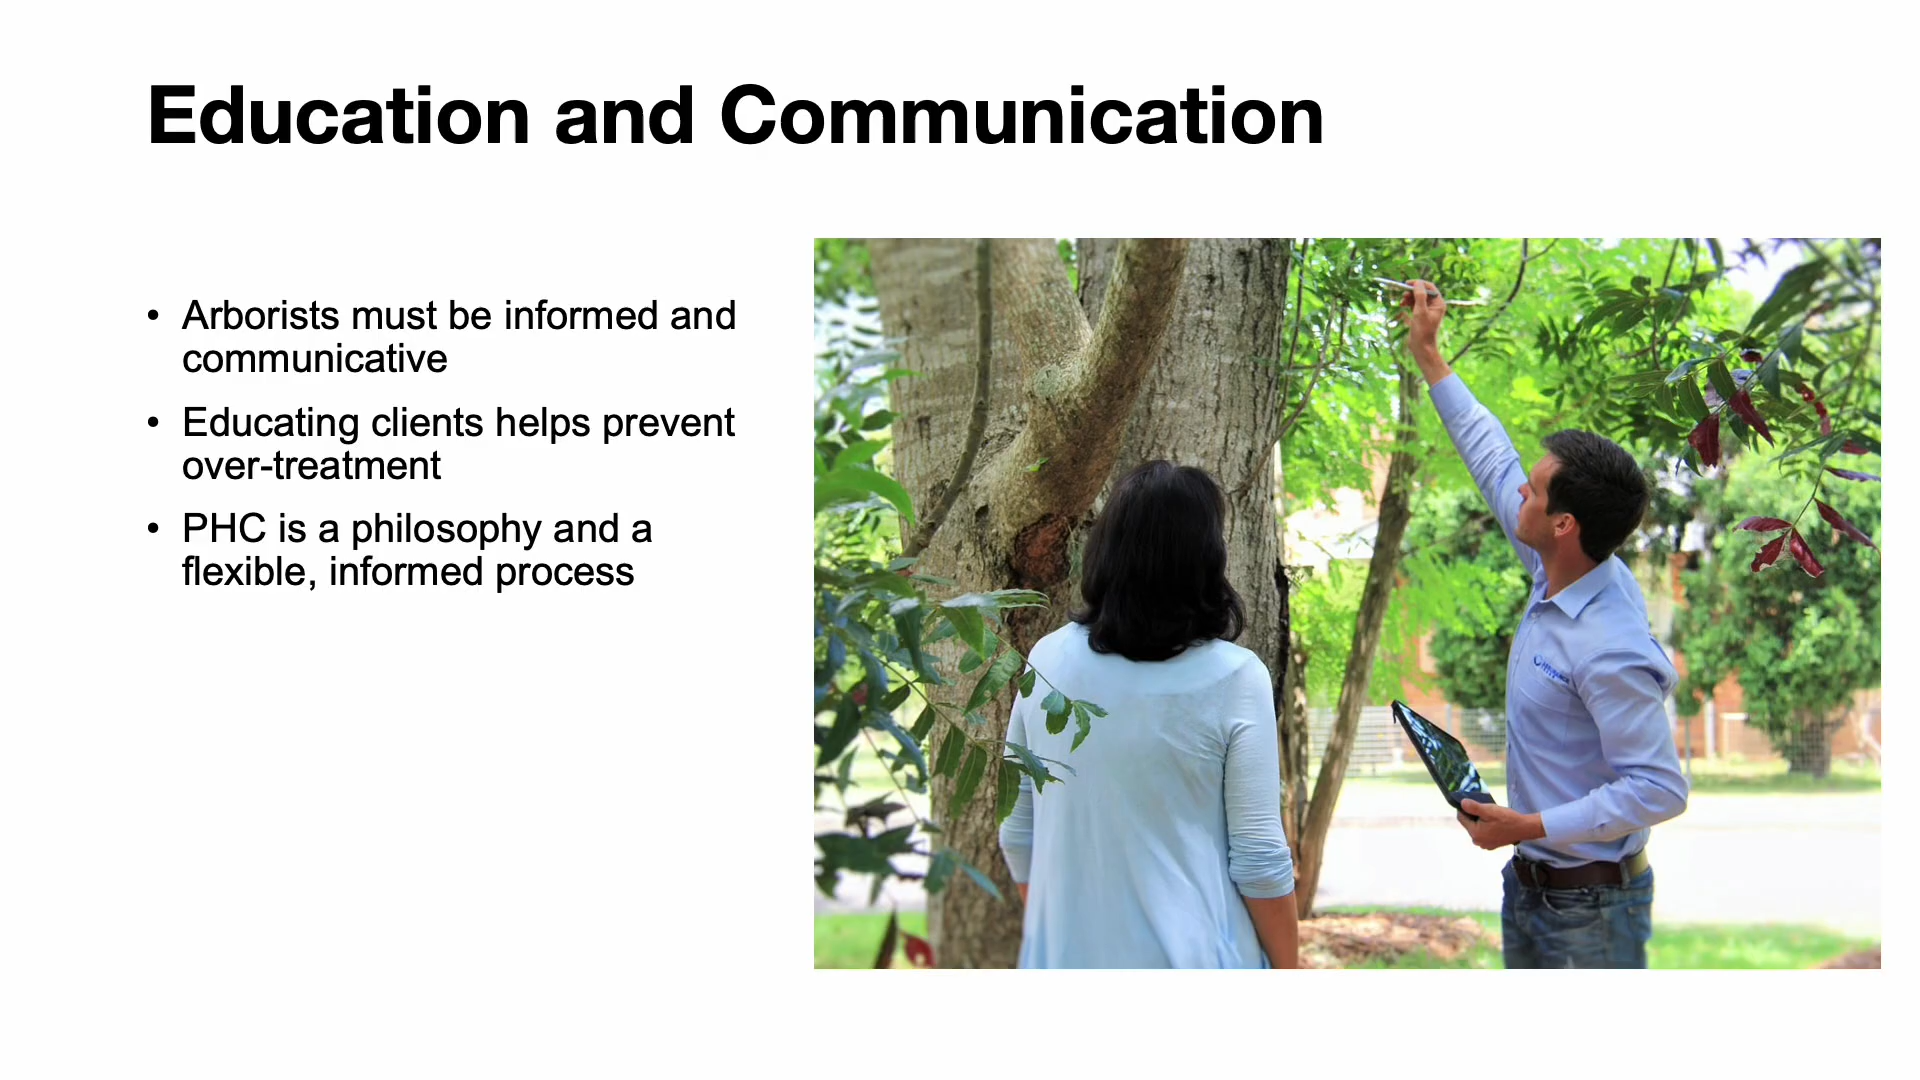 Education and Communication
• Arborists must be informed and
communicative
• Educating clients helps prevent
over-treatment
• PHC is a philosophy and a
flexible, informed process